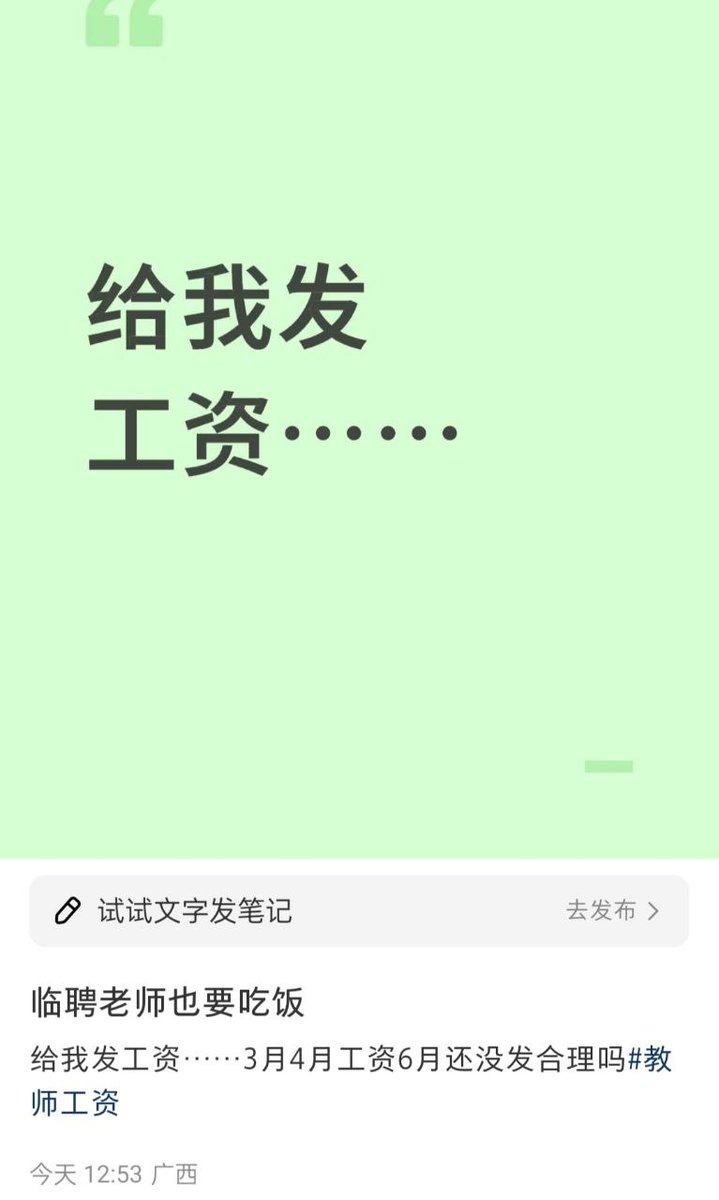 “
给我发
工资……
试试文字发笔记 去发布 >
临聘老师也要吃饭
给我发工资……3月4月工资6月还没发合理吗#教
师工资
今天 12:53 广西